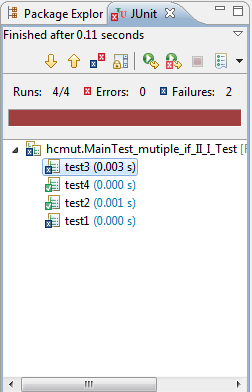 Package Explor JUnit
Finished after 0.11 seconds
Runs: 4/4 Errors: 0 Failures: 2
hcmut.MainTest_mutiple_if_II_I_Test
test3 (0.003 s)
test4 (0.000 s)
test2 (0.001 s)
test1 (0.000 s)